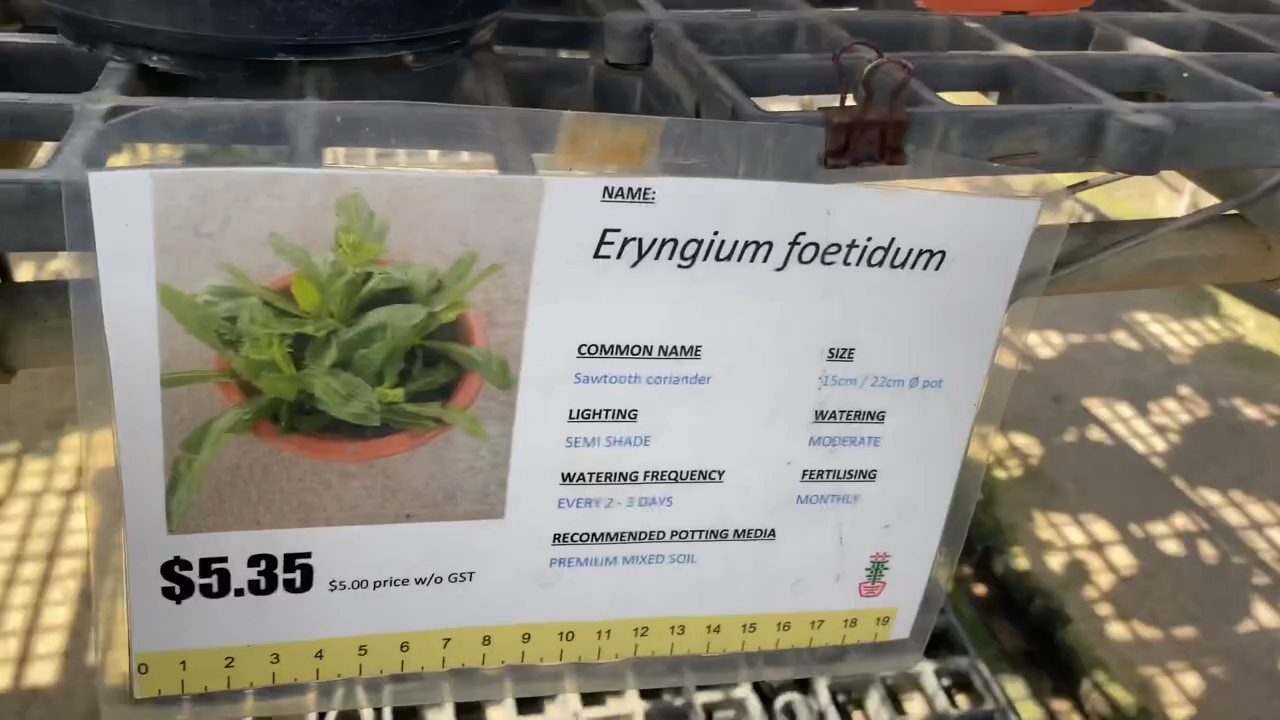 NAME:
Eryngium foetidum
COMMON NAME
Sawtooth coriander
SIZE
15cm / 22cm Ø pot
LIGHTING
SEMI SHADE
WATERING
MODERATE
WATERING FREQUENCY
EVERY 2 - 3 DAYS
FERTILISING
MONTHLY
RECOMMENDED POTTING MEDIA
PREMIUM MIXED SOIL
$5.35 $5.00 price w/o GST
0 1 2 3 4 5 6 7 8 9 10 11 12 13 14 15 16 17 18 19